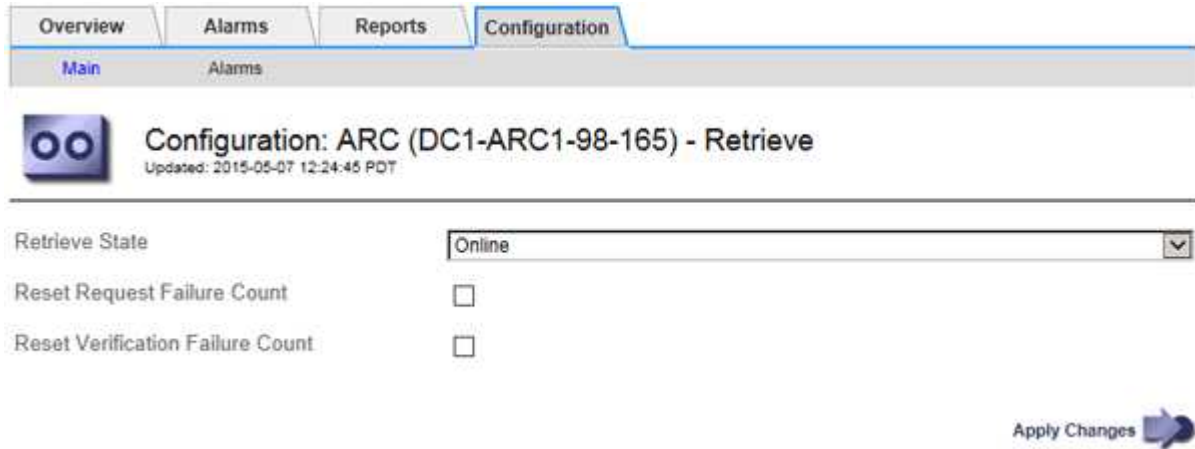 Overview Alarms Reports Configuration
Main Alarms
Configuration: ARC (DC1-ARC1-98-165) - Retrieve
Updated: 2015-05-07 12:24:45 PDT
Retrieve State Online
Reset Request Failure Count
Reset Verification Failure Count
Apply Changes